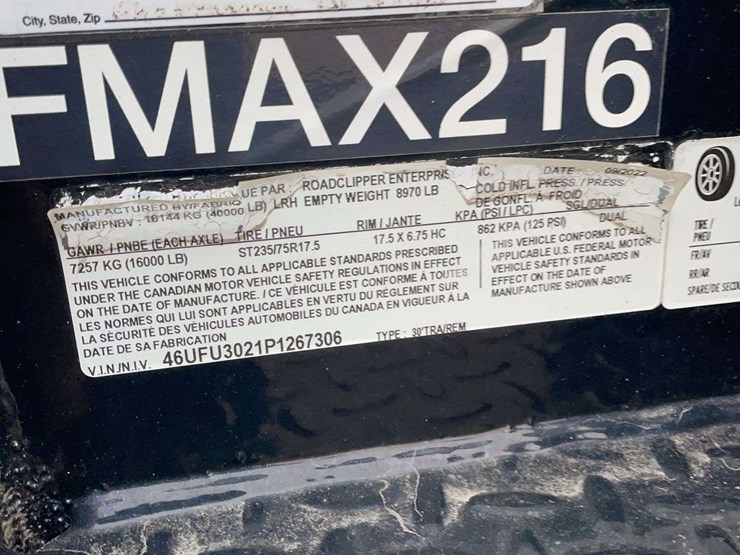 City, State, Zip
FMAX216
MANUFACTURED BY/FABRIQUE PAR: ROADCLIPPER ENTERPRIS INC. DATE: 09/2022
GVWR/PNBV: 18144 KG (40000 LB) LRH EMPTY WEIGHT 8970 LB
COLD INFL. PRESS. / PRESS.
DE GONFL. A FROID
GAWR / PNBE (EACH AXLE) TIRE / PNEU RIM / JANTE KPA (PSI / LPC) SGL/DUAL
7257 KG (16000 LB) ST235/75R17.5 17.5 X 6.75 HC 862 KPA (125 PSI) DUAL
THIS VEHICLE CONFORMS TO ALL APPLICABLE STANDARDS PRESCRIBED
UNDER THE CANADIAN MOTOR VEHICLE SAFETY REGULATIONS IN EFFECT
ON THE DATE OF MANUFACTURE. / CE VÉHICULE EST CONFORME À TOUTES
LES NORMES QUI LUI SONT APPLICABLES EN VERTU DU RÈGLEMENT SUR
LA SÉCURITÉ DES VÉHICULES AUTOMOBILES DU CANADA EN VIGUEUR À LA
DATE DE SA FABRICATION
THIS VEHICLE CONFORMS TO ALL
APPLICABLE U.S. FEDERAL MOTOR
VEHICLE SAFETY STANDARDS IN
EFFECT ON THE DATE OF
MANUFACTURE SHOWN ABOVE
V.I.N./N.I.V. 46UFU3021P1267306 TYPE: 30'TRA/REM
TIRE /
PNEU
FR/AV
RR/AR
SPARE/DE SECO